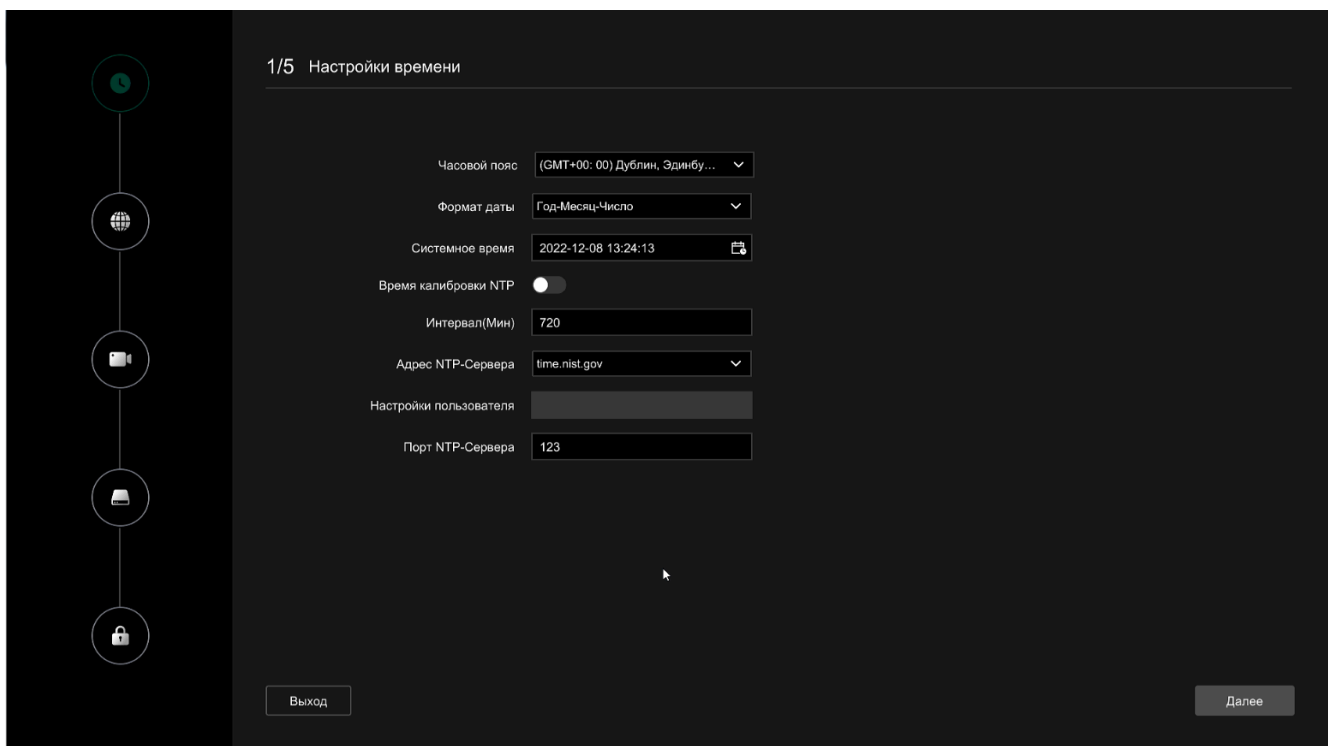 1/5 Настройки времени
Часовой пояс (GMT+00: 00) Дублин, Эдинбу...
Формат даты Год-Месяц-Число
Системное время 2022-12-08 13:24:13
Время калибровки NTP
Интервал(Мин) 720
Адрес NTP-Сервера time.nist.gov
Настройки пользователя
Порт NTP-Сервера 123
Выход Далее